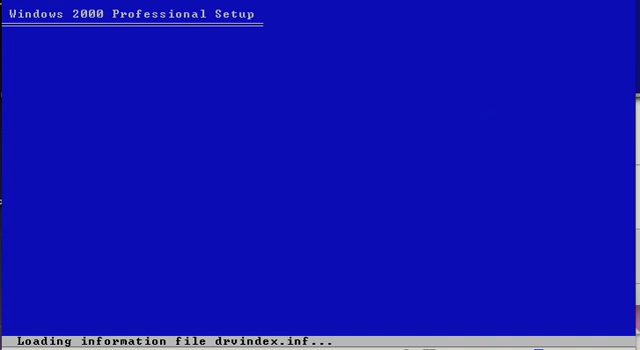 Windows 2000 Professional Setup
Loading information file drvindex.inf...